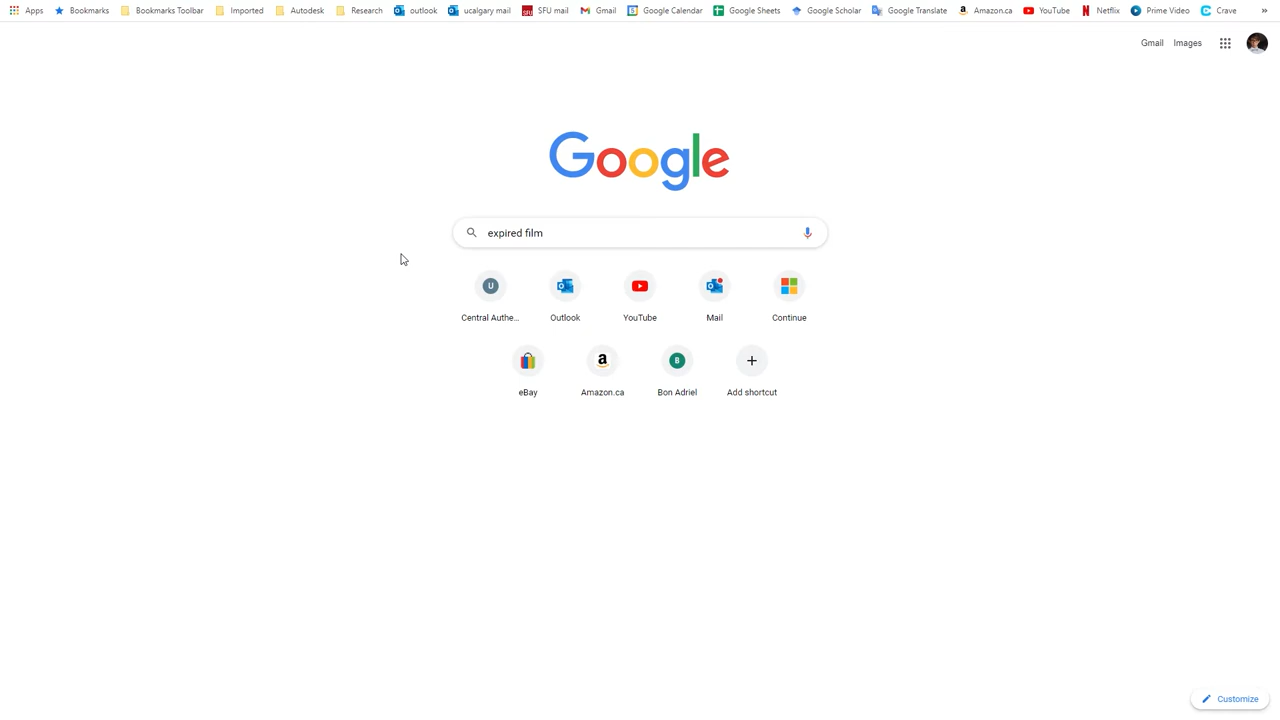 Apps Bookmarks Bookmarks Toolbar Imported Autodesk Research outlook ucalgary mail SFU SFU mail Gmail Google Calendar Google Sheets Google Scholar Google Translate Amazon.ca YouTube Netflix Prime Video Crave »
Gmail Images
Google
expired film
U
Central Authe... Outlook YouTube Mail Continue
a B
eBay Amazon.ca Bon Adriel Add shortcut
Customize